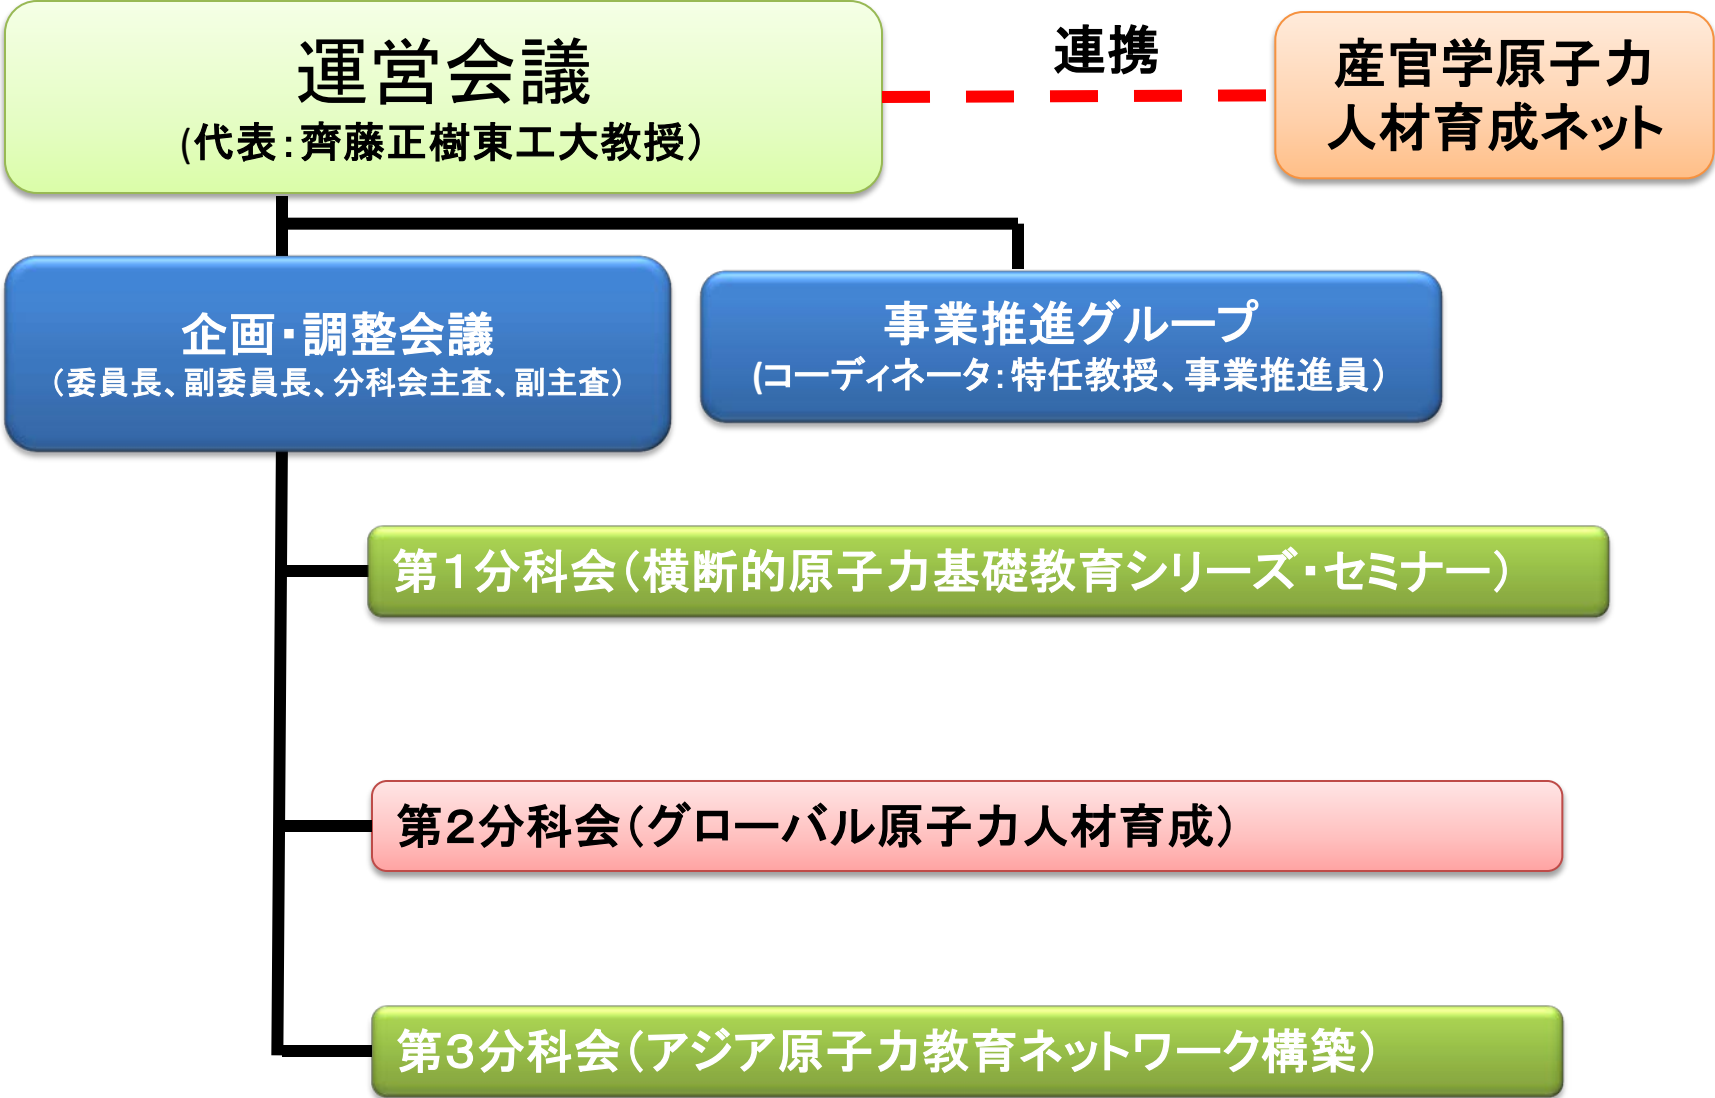 運営会議
(代表：齊藤正樹東工大教授）
連携
産官学原子力
人材育成ネット
企画・調整会議
（委員長、副委員長、分科会主査、副主査）
事業推進グループ
(コーディネータ：特任教授、事業推進員）
第１分科会（横断的原子力基礎教育シリーズ・セミナー）
第２分科会（グローバル原子力人材育成）
第３分科会（アジア原子力教育ネットワーク構築）